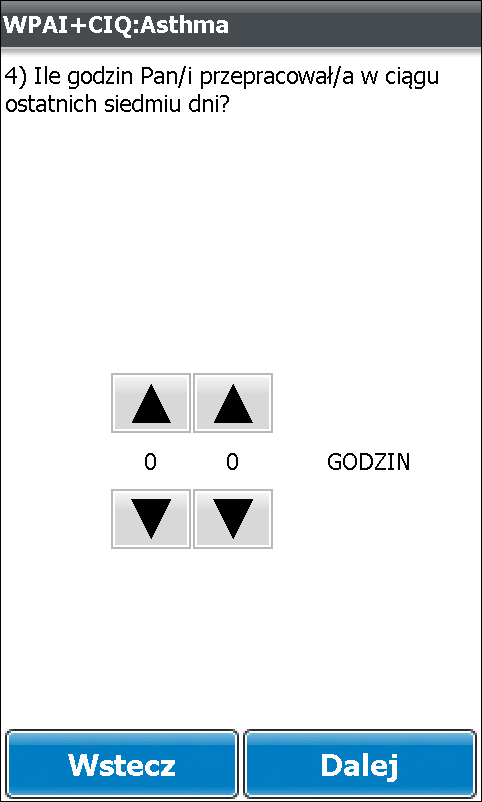 WPAI+CIQ:Asthma
4) Ile godzin Pan/i przepracował/a w ciągu
ostatnich siedmiu dni?
0 0 GODZIN
Wstecz Dalej